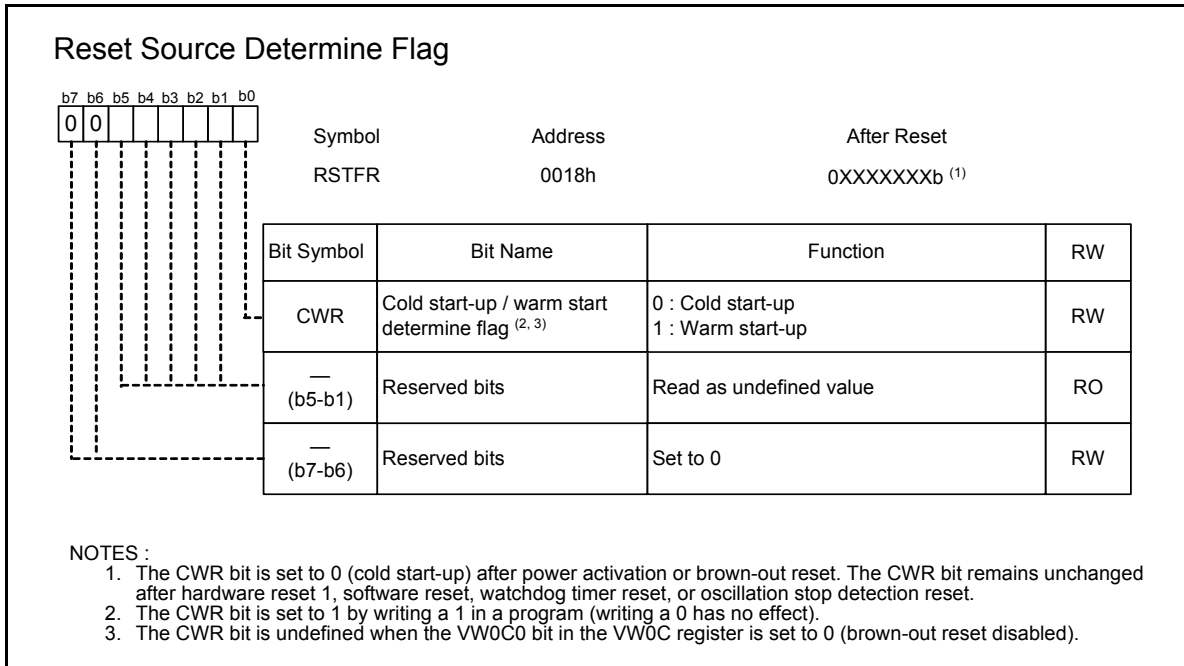 Reset Source Determine Flag
b7 b6 b5 b4 b3 b2 b1 b0
0 0
Symbol Address After Reset
RSTFR 0018h 0XXXXXXXb (1)
Bit Symbol Bit Name Function RW
CWR Cold start-up / warm start determine flag (2, 3) 0 : Cold start-up 1 : Warm start-up RW
— (b5-b1) Reserved bits Read as undefined value RO
— (b7-b6) Reserved bits Set to 0 RW
NOTES :
1. The CWR bit is set to 0 (cold start-up) after power activation or brown-out reset. The CWR bit remains unchanged
after hardware reset 1, software reset, watchdog timer reset, or oscillation stop detection reset.
2. The CWR bit is set to 1 by writing a 1 in a program (writing a 0 has no effect).
3. The CWR bit is undefined when the VW0C0 bit in the VW0C register is set to 0 (brown-out reset disabled).